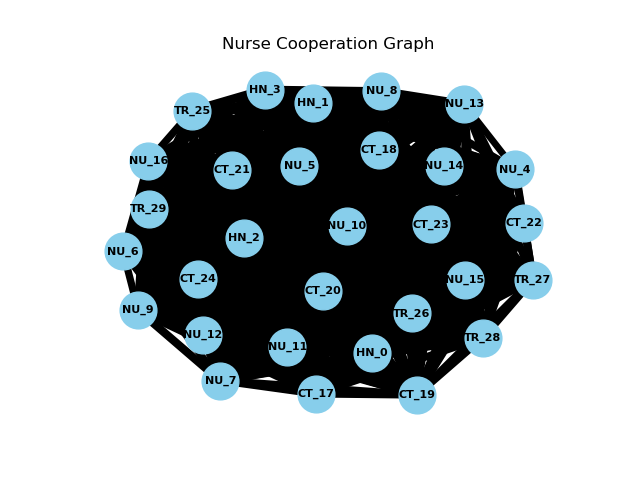 Nurse Cooperation Graph
HN_3
NU_8
HN_1
NU_13
TR_25
CT_18
NU_16
NU_5
NU_14
CT_21
NU_4
TR_29
CT_22
CT_23
NU_10
HN_2
NU_6
CT_24
NU_15
TR_27
CT_20
NU_9
TR_26
NU_12
TR_28
NU_11
HN_0
NU_7
CT_17
CT_19